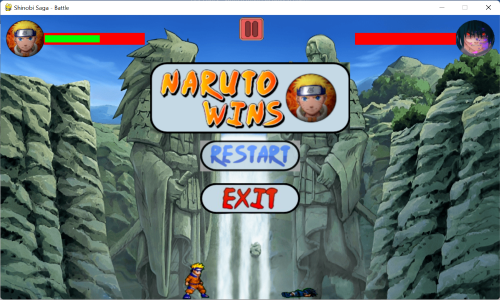 Shinobi Saga - Battle
NARUTO
WINS
RESTART
EXIT